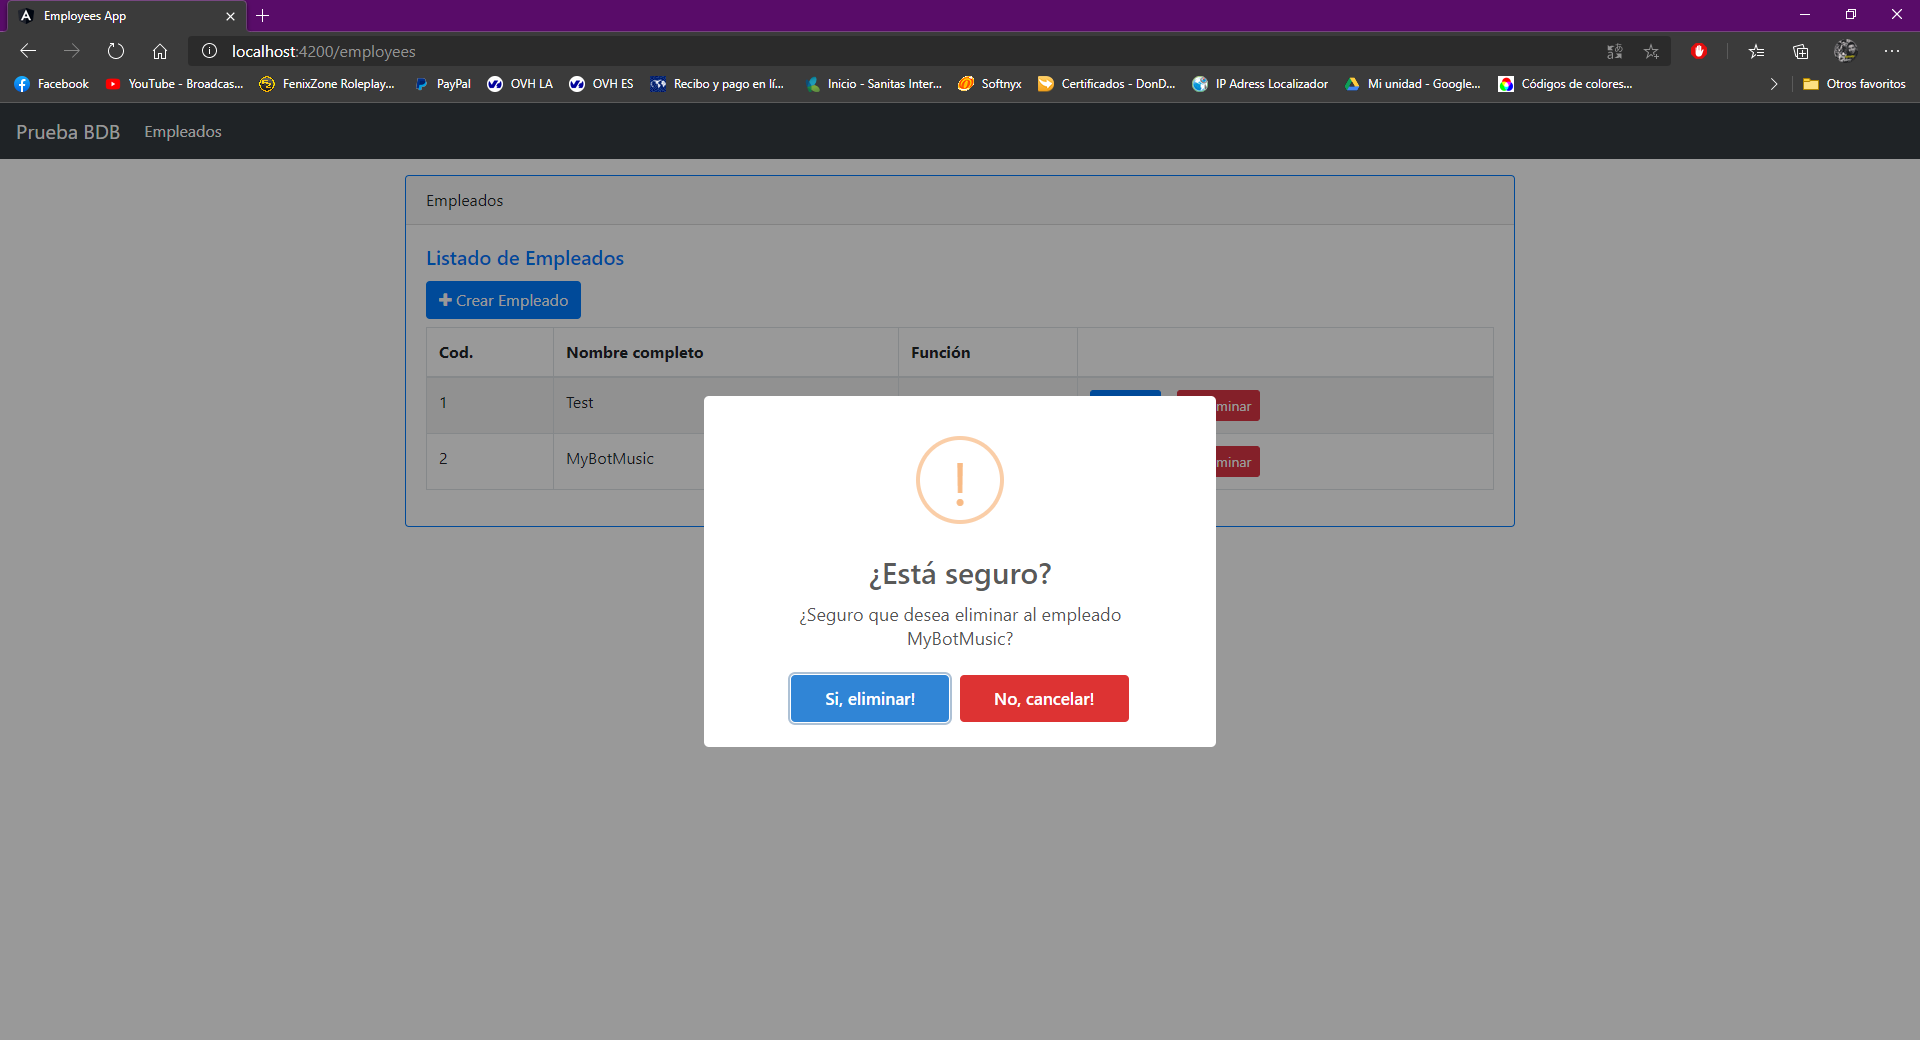 Employees App
localhost:4200/employees
Facebook YouTube - Broadcas... FenixZone Roleplay... PayPal OVH LA OVH ES Recibo y pago en lí... Inicio - Sanitas Inter... Softnyx Certificados - DonD... IP Adress Localizador Mi unidad - Google... Códigos de colores... Otros favoritos
Prueba BDB Empleados
Empleados
Listado de Empleados
Crear Empleado
Cod. Nombre completo Función
1 Test minar
2 MyBotMusic minar
¿Está seguro?
¿Seguro que desea eliminar al empleado
MyBotMusic?
Si, eliminar! No, cancelar!